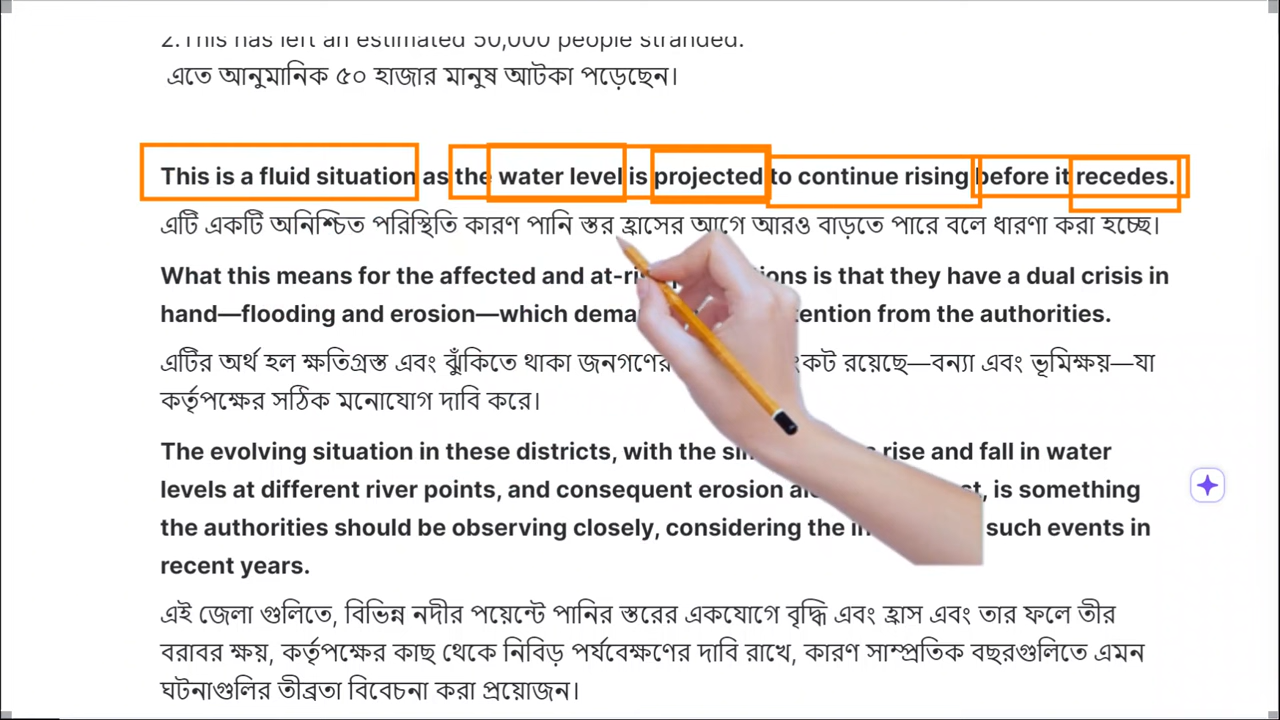 2. This has left an estimated 50,000 people stranded.
এতে আনুমানিক ৫০ হাজার মানুষ আটকা পড়েছেন।
This is a fluid situation as the water level is projected to continue rising before it recedes.
এটি একটি অনিশ্চিত পরিস্থিতি কারণ পানি স্তর হ্রাসের আগে আরও বাড়তে পারে বলে ধারণা করা হচ্ছে।
What this means for the affected and is that they have a dual crisis in
hand—flooding and erosion—which from the authorities.
এটির অর্থ হল ক্ষতিগ্রস্ত এবং ঝুঁকিতে থাকা জনগণের রয়েছে—বন্যা এবং ভূমিক্ষয়—যা
কর্তৃপক্ষের সঠিক মনোযোগ দাবি করে।
The evolving situation in these districts, with the rise and fall in water
levels at different river points, and consequent erosion is something
the authorities should be observing closely, considering the such events in
recent years.
এই জেলা গুলিতে, বিভিন্ন নদীর পয়েন্টে পানির স্তরের একযোগে বৃদ্ধি এবং হ্রাস এবং তার ফলে তীর
বরাবর ক্ষয়, কর্তৃপক্ষের কাছ থেকে নিবিড় পর্যবেক্ষণের দাবি রাখে, কারণ সাম্প্রতিক বছরগুলিতে এমন
ঘটনাগুলির তীব্রতা বিবেচনা করা প্রয়োজন।